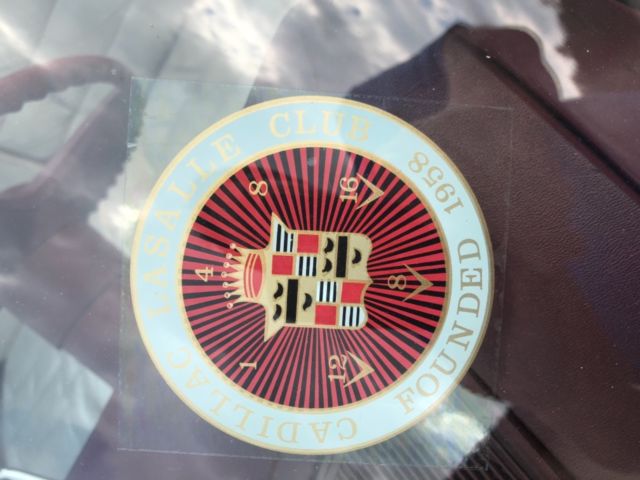 CADILLAC LASALLE CLUB
FOUNDED 1958
1 4 8
12 8 16